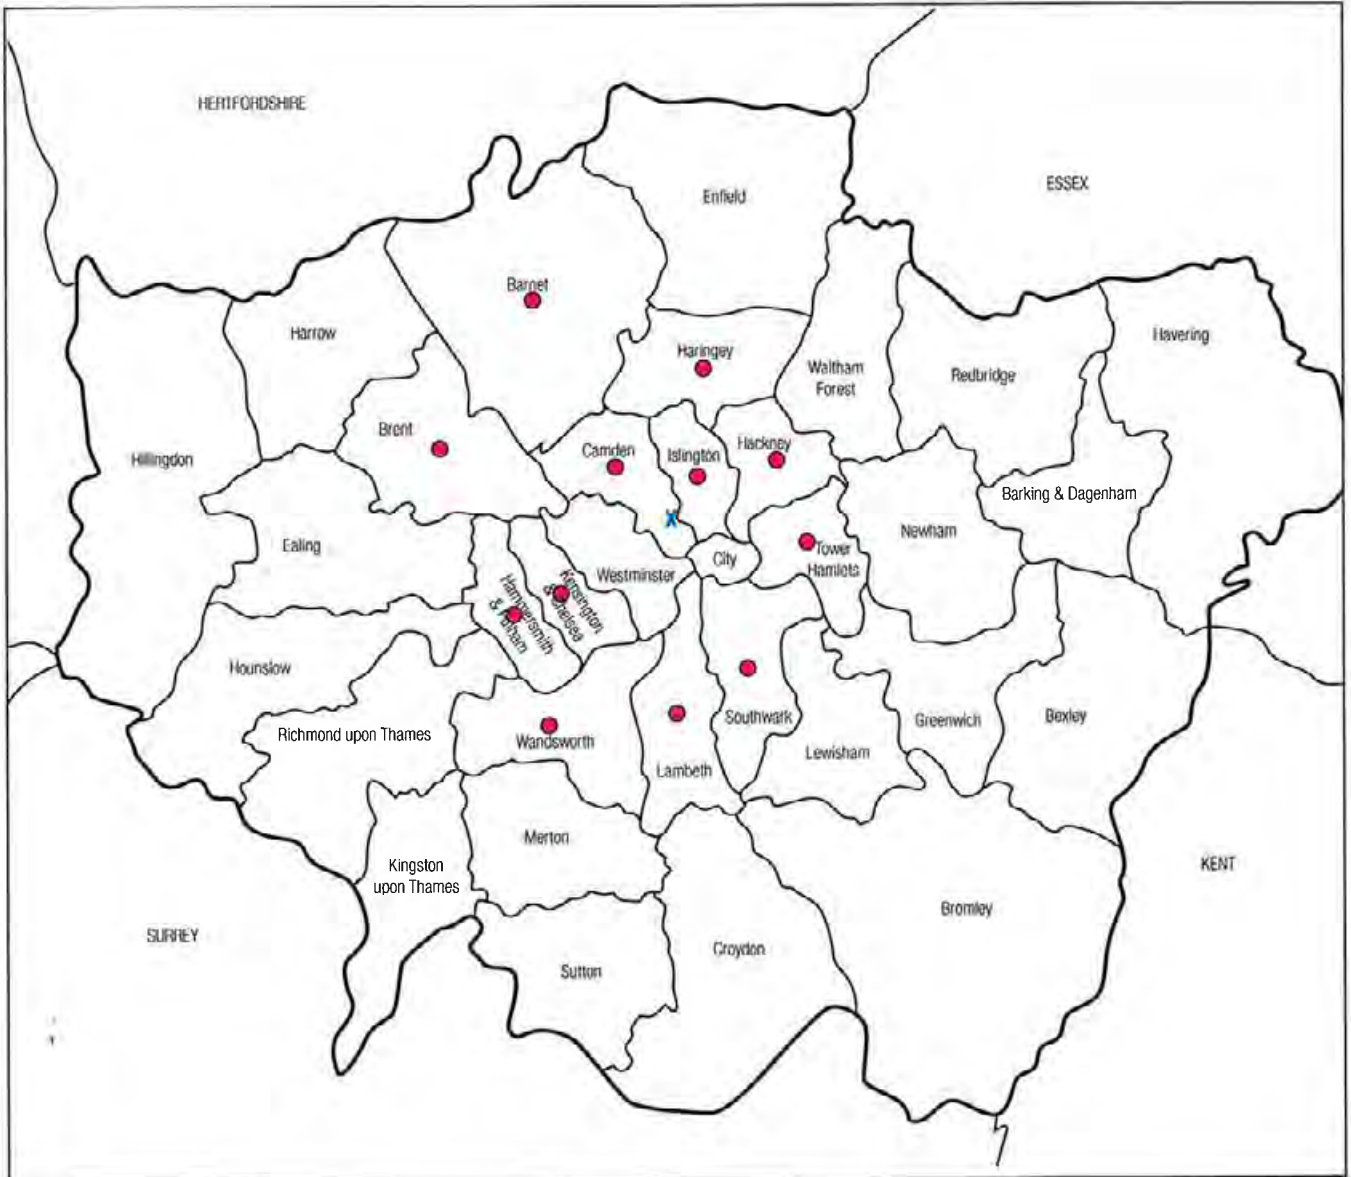 HERTFORDSHIRE
ESSEX
Enfield
Barnet
Harrow
Haringey
Waltham
Forest
Redbridge
Havering
Brent
Hillingdon
Camden
Islington
Hackney
Barking & Dagenham
X
Ealing
Newham
City
Tower
Hamlets
Westminster
Kensington
& Chelsea
Hammersmith
& Fulham
Hounslow
Richmond upon Thames
Wandsworth
Southwark
Lambeth
Lewisham
Greenwich
Bexley
Merton
Kingston
upon Thames
KENT
Bromley
SURREY
Croydon
Sutton